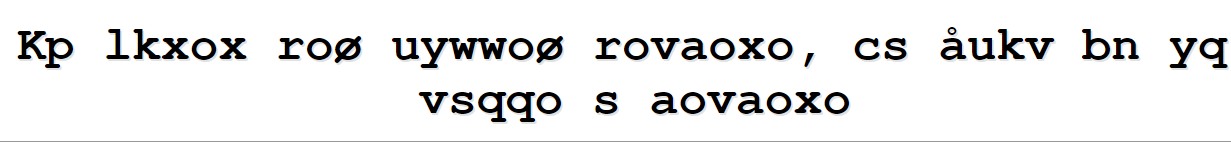 Kp lkxox roø uywwoø rovaoxo, cs åukv bn yq
vsqqo s aovaoxo